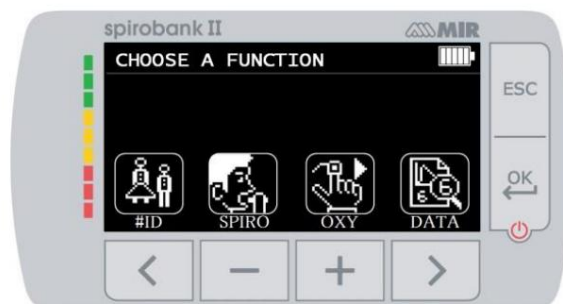 spirobank II MIR
CHOOSE A FUNCTION
ESC
OK
#ID SPIRO OXY DATA
< − + >